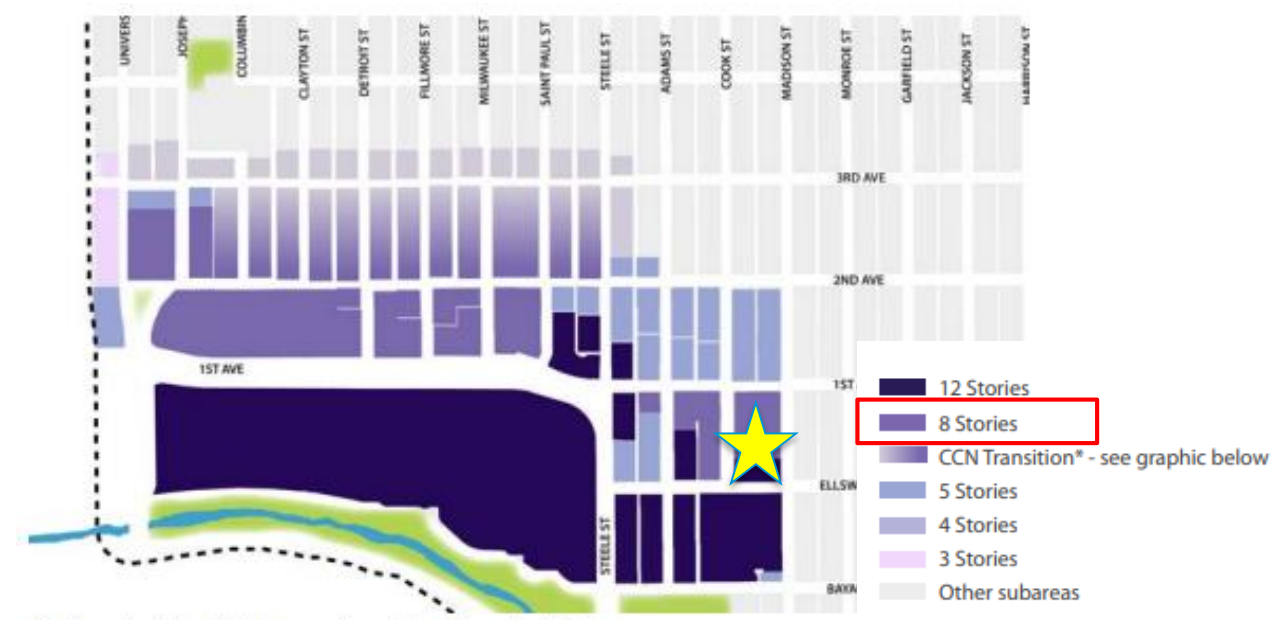 UNIVERS
JOSEPH
COLUMBIN
CLAYTON ST
DETROIT ST
FILLMORE ST
MILWAUKEE ST
SAINT PAUL ST
STEELE ST
ADAMS ST
COOK ST
MADISON ST
MONROE ST
GARFIELD ST
JACKSON ST
HARRISON ST
3RD AVE
2ND AVE
1ST AVE
1ST
12 Stories
8 Stories
CCN Transition* - see graphic below
ELLSW
5 Stories
4 Stories
STEELE ST
3 Stories
BAYA
Other subareas